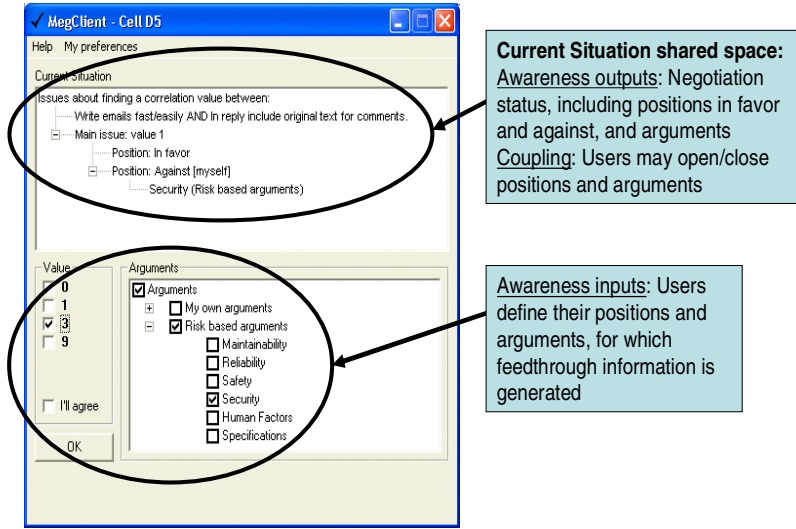 MegClient - Cell D5
Help My preferences
Current Situation
Issues about finding a correlation value between:
Write emails fast/easily AND In reply include original text for comments.
Main issue: value 1
Position: In favor
Position: Against [myself]
Security (Risk based arguments)
Value
0
1
3
9
I'll agree
OK
Arguments
Arguments
My own arguments
Risk based arguments
Maintainability
Reliability
Safety
Security
Human Factors
Specifications
Current Situation shared space:
Awareness outputs: Negotiation
status, including positions in favor
and against, and arguments
Coupling: Users may open/close
positions and arguments
Awareness inputs: Users
define their positions and
arguments, for which
feedthrough information is
generated